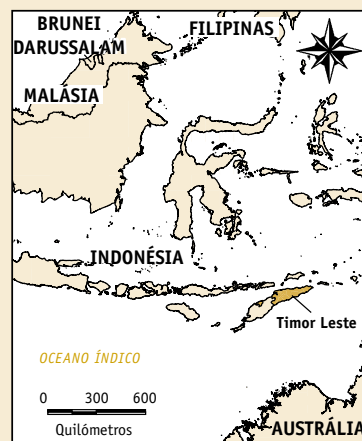 BRUNEI
DARUSSALAM
FILIPINAS
MALÁSIA
INDONÉSIA
Timor Leste
OCEANO ÍNDICO
0 300 600
Quilómetros
AUSTRÁLIA